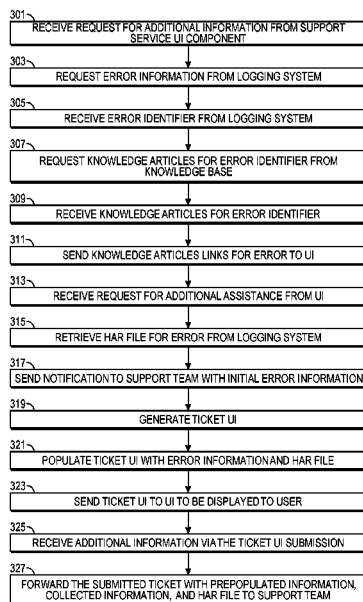 301
RECEIVE REQUEST FOR ADDITIONAL INFORMATION FROM SUPPORT
SERVICE UI COMPONENT
303
REQUEST ERROR INFORMATION FROM LOGGING SYSTEM
305
RECEIVE ERROR IDENTIFIER FROM LOGGING SYSTEM
307
REQUEST KNOWLEDGE ARTICLES FOR ERROR IDENTIFIER FROM
KNOWLEDGE BASE
309
RECEIVE KNOWLEDGE ARTICLES FOR ERROR IDENTIFIER
311
SEND KNOWLEDGE ARTICLES LINKS FOR ERROR TO UI
313
RECEIVE REQUEST FOR ADDITIONAL ASSISTANCE FROM UI
315
RETRIEVE HAR FILE FOR ERROR FROM LOGGING SYSTEM
317
SEND NOTIFICATION TO SUPPORT TEAM WITH INITIAL ERROR INFORMATION
319
GENERATE TICKET UI
321
POPULATE TICKET UI WITH ERROR INFORMATION AND HAR FILE
323
SEND TICKET UI TO UI TO BE DISPLAYED TO USER
325
RECEIVE ADDITIONAL INFORMATION VIA THE TICKET UI SUBMISSION
327
FORWARD THE SUBMITTED TICKET WITH PREPOPULATED INFORMATION,
COLLECTED INFORMATION, AND HAR FILE TO SUPPORT TEAM